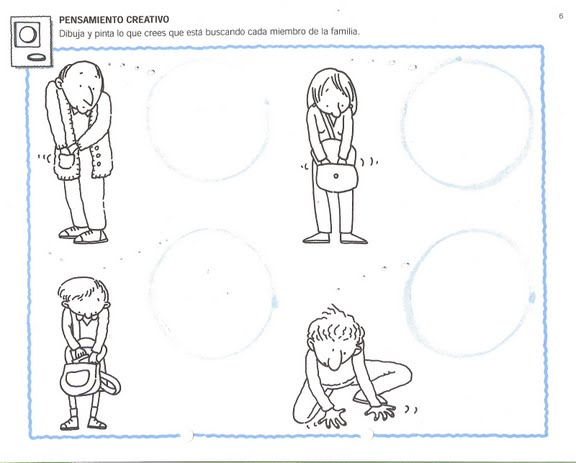 6
PENSAMIENTO CREATIVO
Dibuja y pinta lo que crees que está buscando cada miembro de la familia.